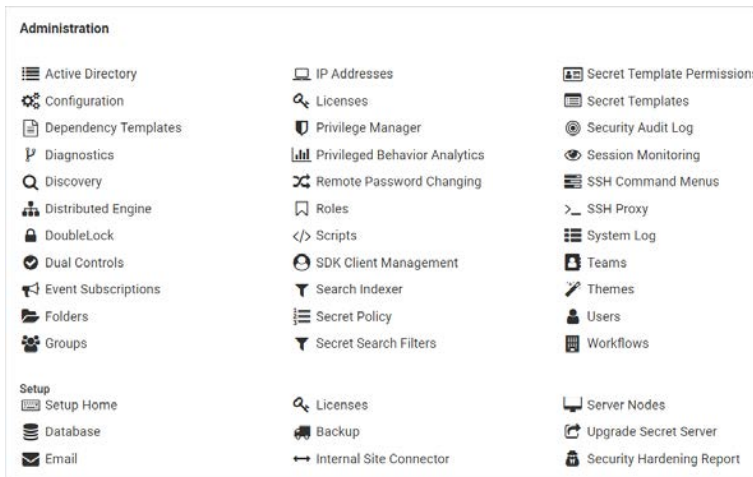 Administration
Active Directory
Configuration
Dependency Templates
Diagnostics
Discovery
Distributed Engine
DoubleLock
Dual Controls
Event Subscriptions
Folders
Groups
IP Addresses
Licenses
Privilege Manager
Privileged Behavior Analytics
Remote Password Changing
Roles
Scripts
SDK Client Management
Search Indexer
Secret Policy
Secret Search Filters
Secret Template Permissions
Secret Templates
Security Audit Log
Session Monitoring
SSH Command Menus
SSH Proxy
System Log
Teams
Themes
Users
Workflows
Setup
Setup Home
Database
Email
Licenses
Backup
Internal Site Connector
Server Nodes
Upgrade Secret Server
Security Hardening Report